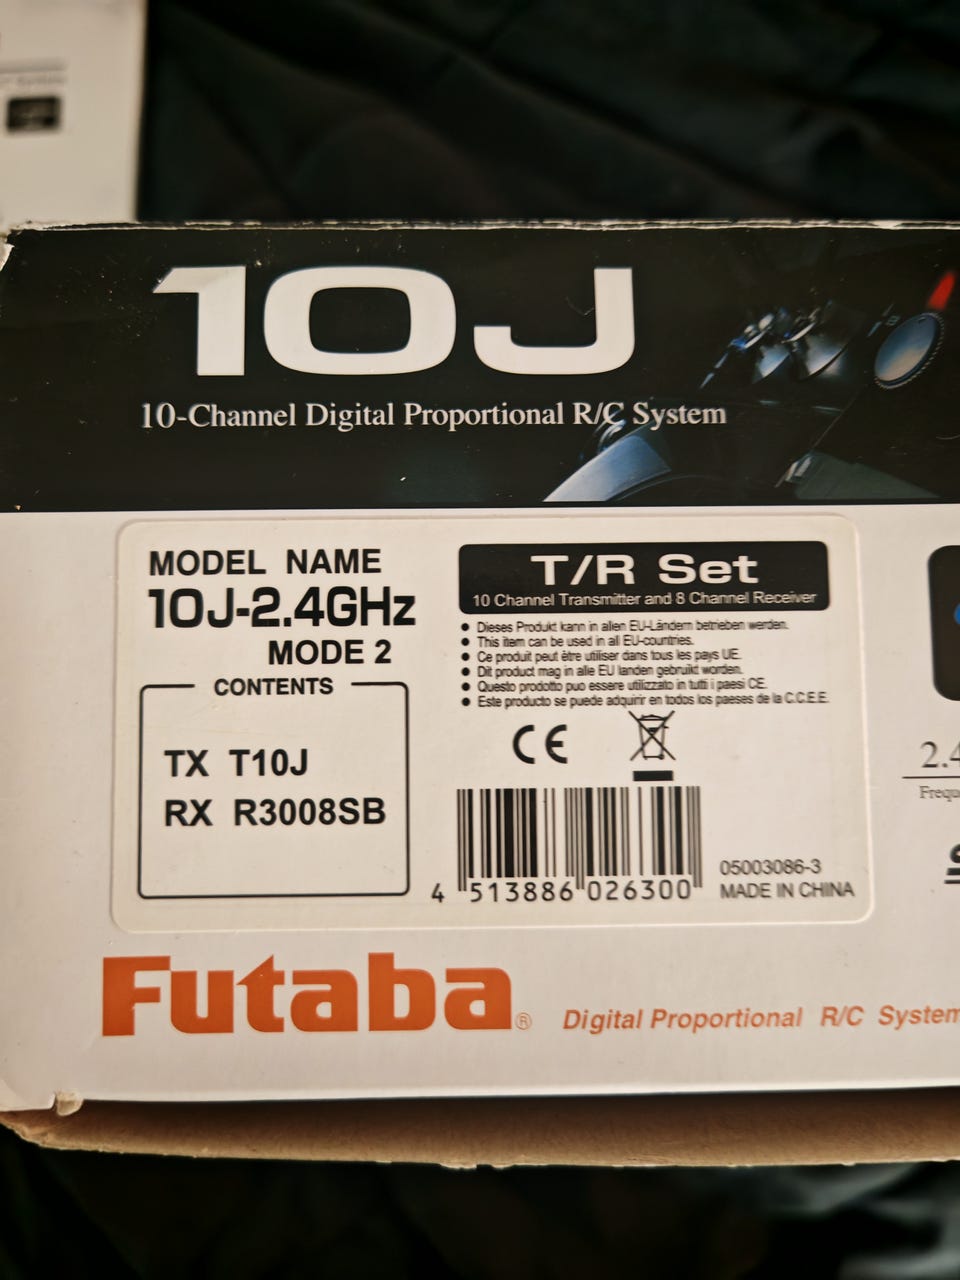 10J
10-Channel Digital Proportional R/C System
MODEL NAME
10J-2.4GHz
MODE 2
CONTENTS
TX T10J
RX R3008SB
T/R Set
10 Channel Transmitter and 8 Channel Receiver
• Dieses Produkt kann in allen EU-Ländern betrieben werden.
• This item can be used in all EU-countries.
• Ce produit peut être utiliser dans tous les pays UE.
• Dit product mag in alle EU landen gebruikt worden.
• Questo prodotto puo essere utilizzato in tutti i paesi CE.
• Este producto se puede adquirir en todos los paeses de la C.C.E.E.
CE
4 513886 026300
05003086-3
MADE IN CHINA
2.4
Frequ
Futaba®
Digital Proportional R/C System